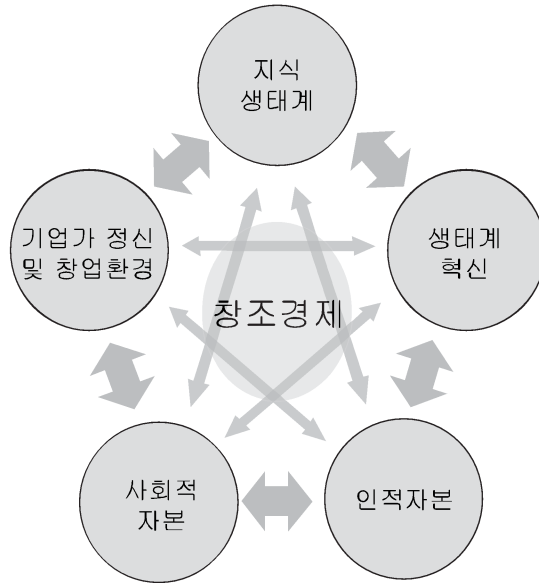 지식
생태계
기업가 정신
및 창업환경
생태계
혁신
창조경제
사회적
자본
인적자본